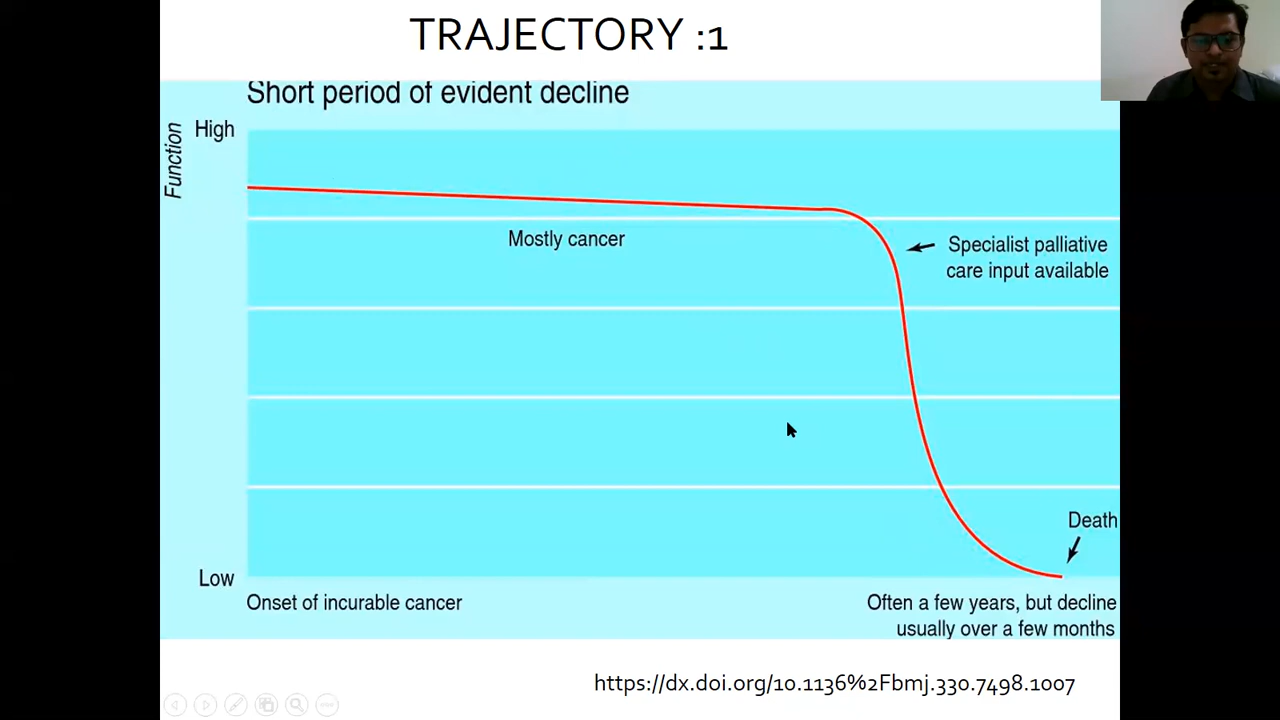 TRAJECTORY :1
Short period of evident decline
High
Function
Mostly cancer
Specialist palliative
care input available
Death
Low
Onset of incurable cancer
Often a few years, but decline
usually over a few months
https://dx.doi.org/10.1136%2Fbmj.330.7498.1007